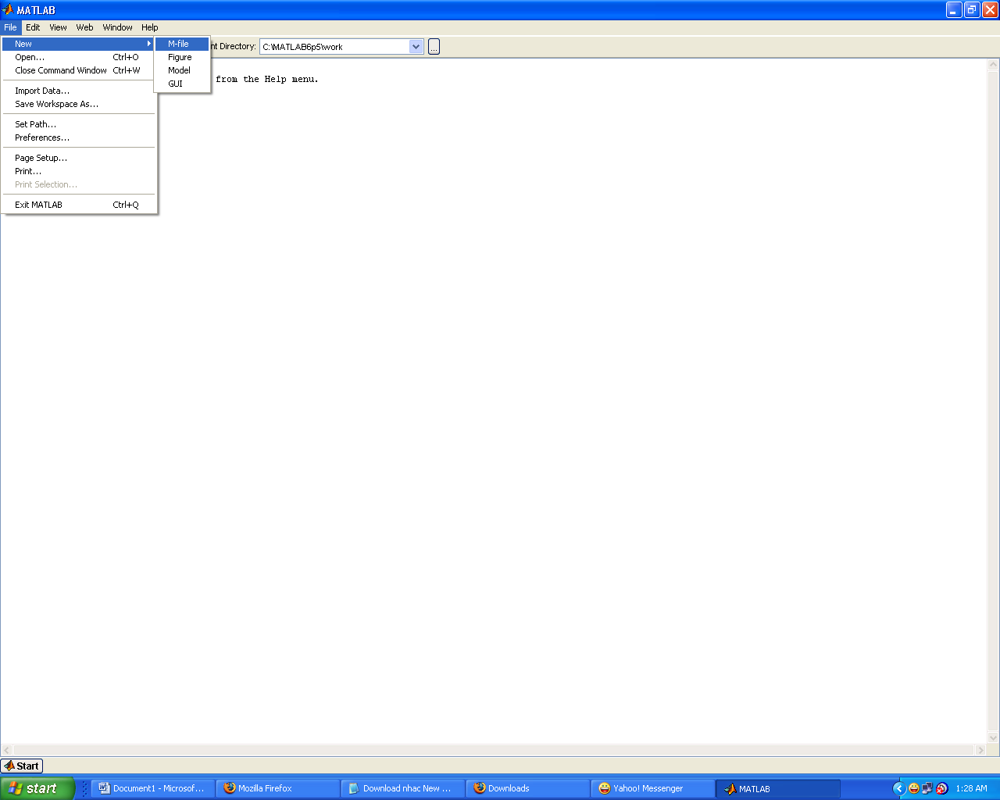 MATLAB
File Edit View Web Window Help
New M-file nt Directory: C:\MATLAB6p5\work ...
Open... Ctrl+O Figure
Close Command Window Ctrl+W Model
from the Help menu.
GUI
Import Data...
Save Workspace As...
Set Path...
Preferences...
Page Setup...
Print...
Print Selection...
Exit MATLAB Ctrl+Q
Start
start Document1 - Microsof... Mozilla Firefox Download nhac New ... Downloads Yahoo! Messenger MATLAB 1:28 AM